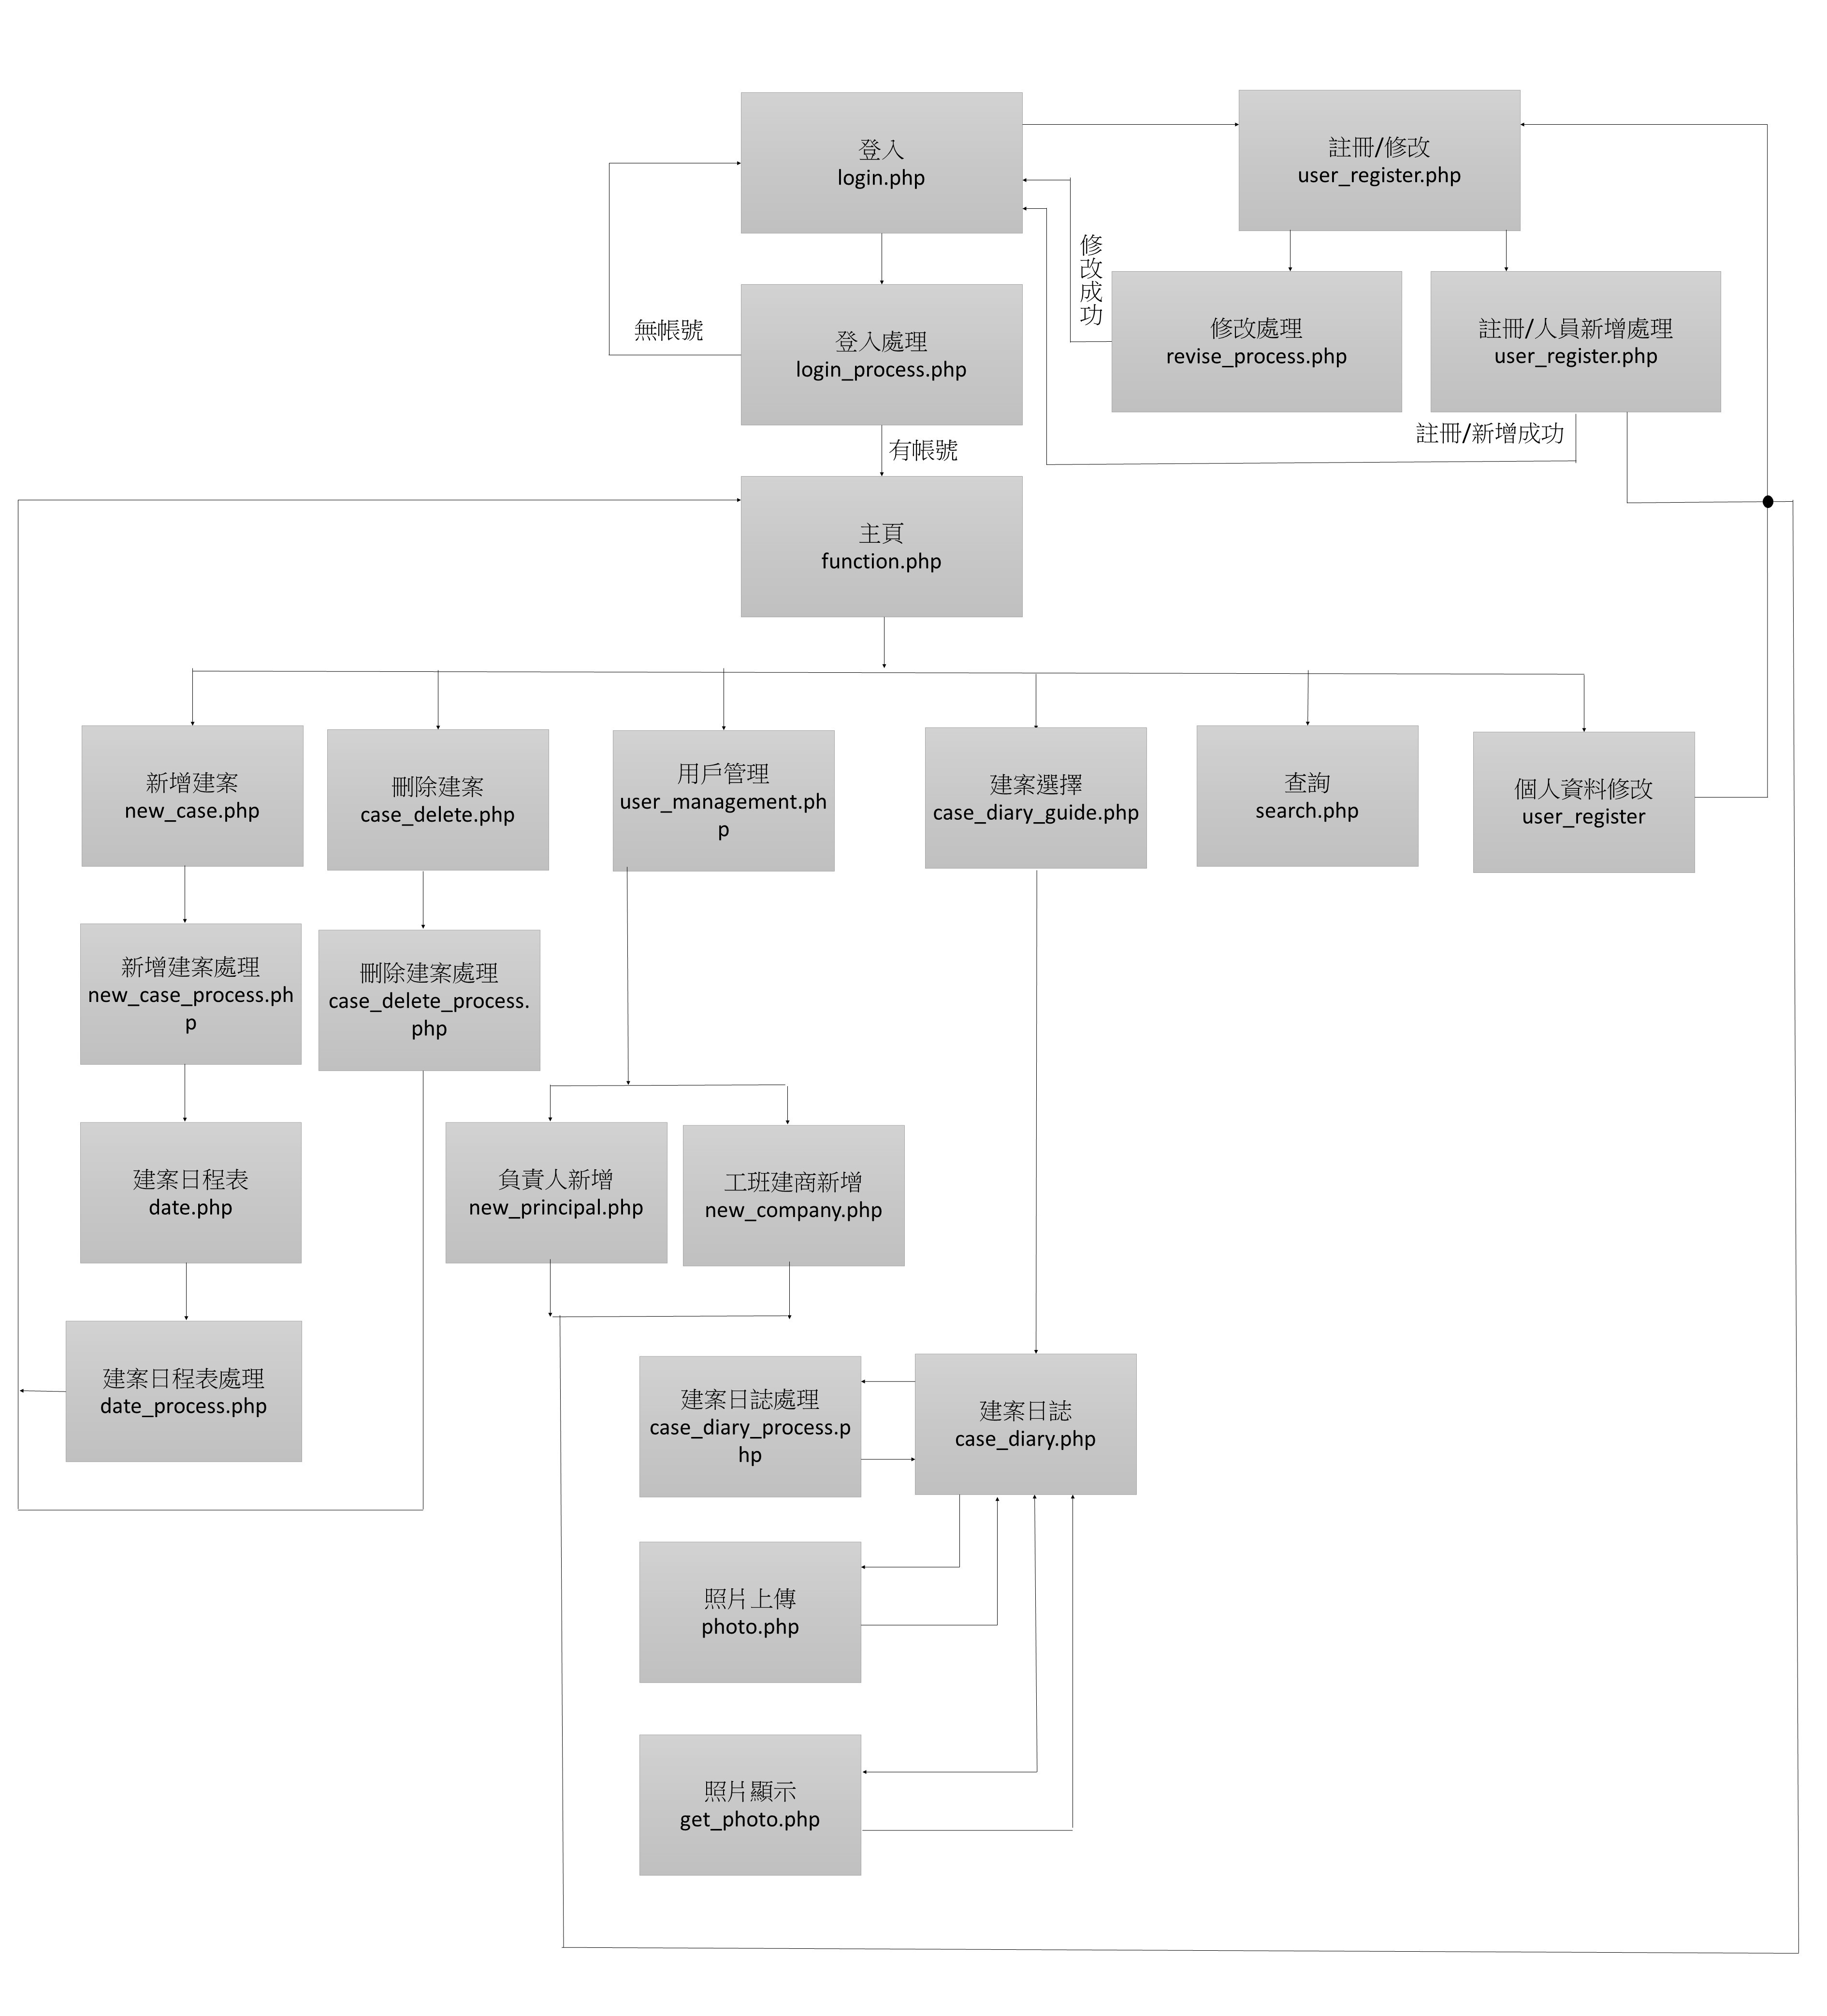 登入
login.php
註冊/修改
user_register.php
修改成功
無帳號
登入處理
login_process.php
修改處理
revise_process.php
註冊/人員新增處理
user_register.php
有帳號
註冊/新增成功
主頁
function.php
新增建案
new_case.php
刪除建案
case_delete.php
用戶管理
user_management.ph
p
建案選擇
case_diary_guide.php
查詢
search.php
個人資料修改
user_register
新增建案處理
new_case_process.ph
p
刪除建案處理
case_delete_process.
php
建案日程表
date.php
負責人新增
new_principal.php
工班建商新增
new_company.php
建案日程表處理
date_process.php
建案日誌處理
case_diary_process.p
hp
建案日誌
case_diary.php
照片上傳
photo.php
照片顯示
get_photo.php